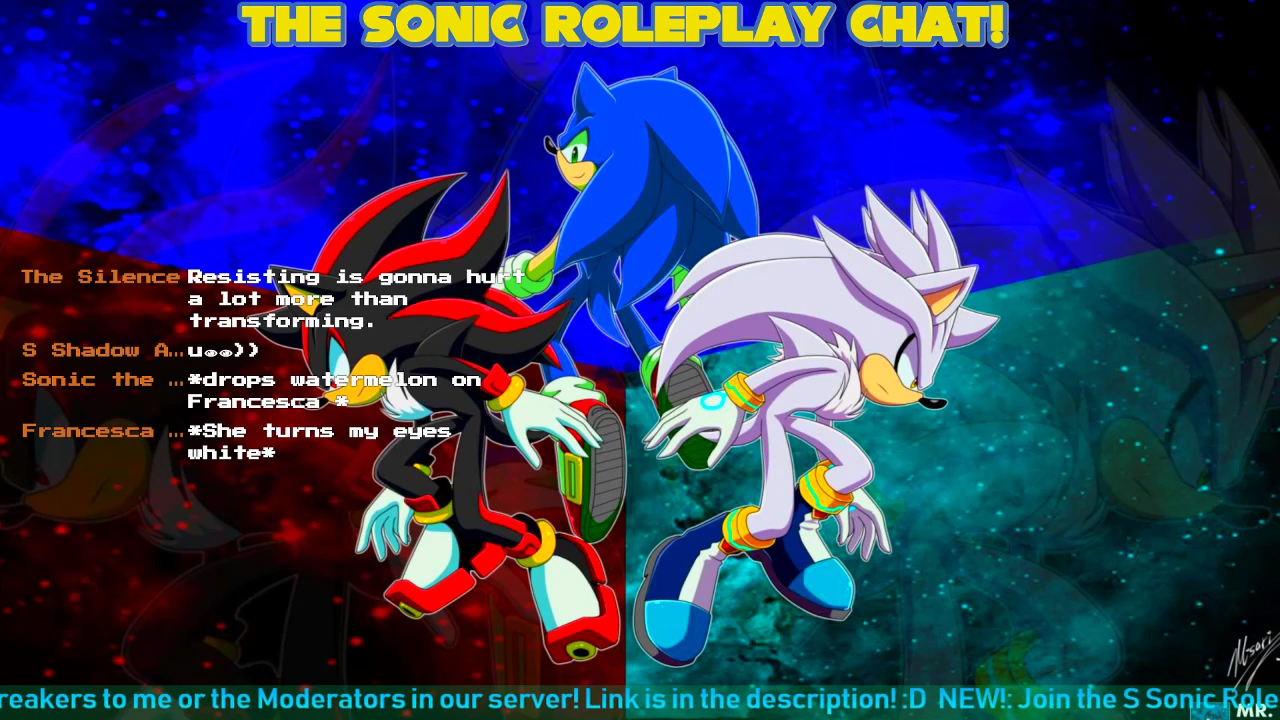 THE SONIC ROLEPLAY CHAT!
The Silence Resisting is gonna hurt
a lot more than
transforming.
S Shadow A... u👀))
Sonic the ... *drops watermelon on
Francesca *
Francesca ... *She turns my eyes
white*
reakers to me or the Moderators in our server! Link is in the description! :D NEW!: Join the S Sonic Role
MR.